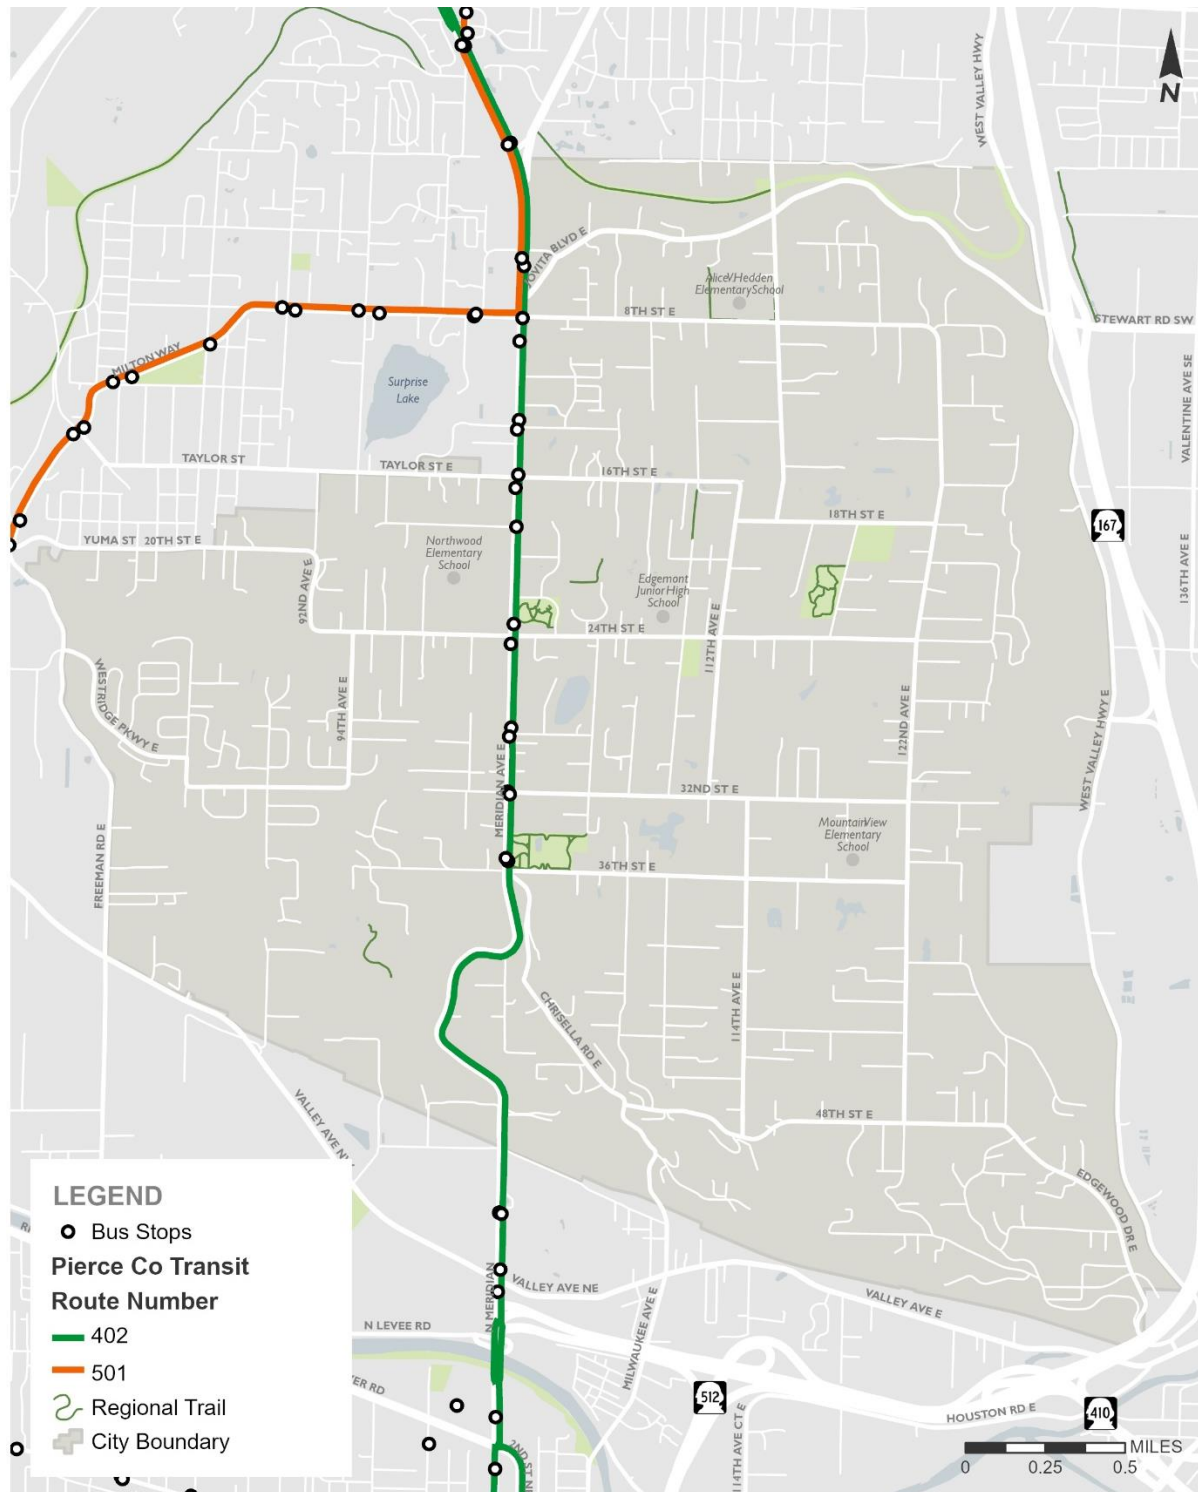 N
WEST VALLEY HWY
JOVITA BLVD E
Alice V Hedden
Elementary School
8TH ST E
STEWART RD SW
MILTON WAY
Surprise
Lake
VALENTINE AVE SE
TAYLOR ST
TAYLOR ST E
16TH ST E
18TH ST E
167
YUMA ST
20TH ST E
Northwood
Elementary
School
92ND AVE E
Edgemont
Junior High
School
136TH AVE E
112TH AVE E
24TH ST E
WESTRIDGE PKWY E
94TH AVE E
122ND AVE E
WEST VALLEY HWY E
MERIDIAN AVE E
32ND ST E
Mountain View
Elementary
School
FREEMAN RD E
36TH ST E
CHRISELLA RD E
114TH AVE E
48TH ST E
VALLEY AVE NW
EDGEWOOD DR E
LEGEND
Bus Stops
Pierce Co Transit
Route Number
402
501
Regional Trail
City Boundary
N MERIDIAN
VALLEY AVE NE
VALLEY AVE E
N LEVEE RD
MILWAUKEE AVE E
512
114TH AVE CT E
HOUSTON RD E
410
2ND ST N
MILES
0 0.25 0.5